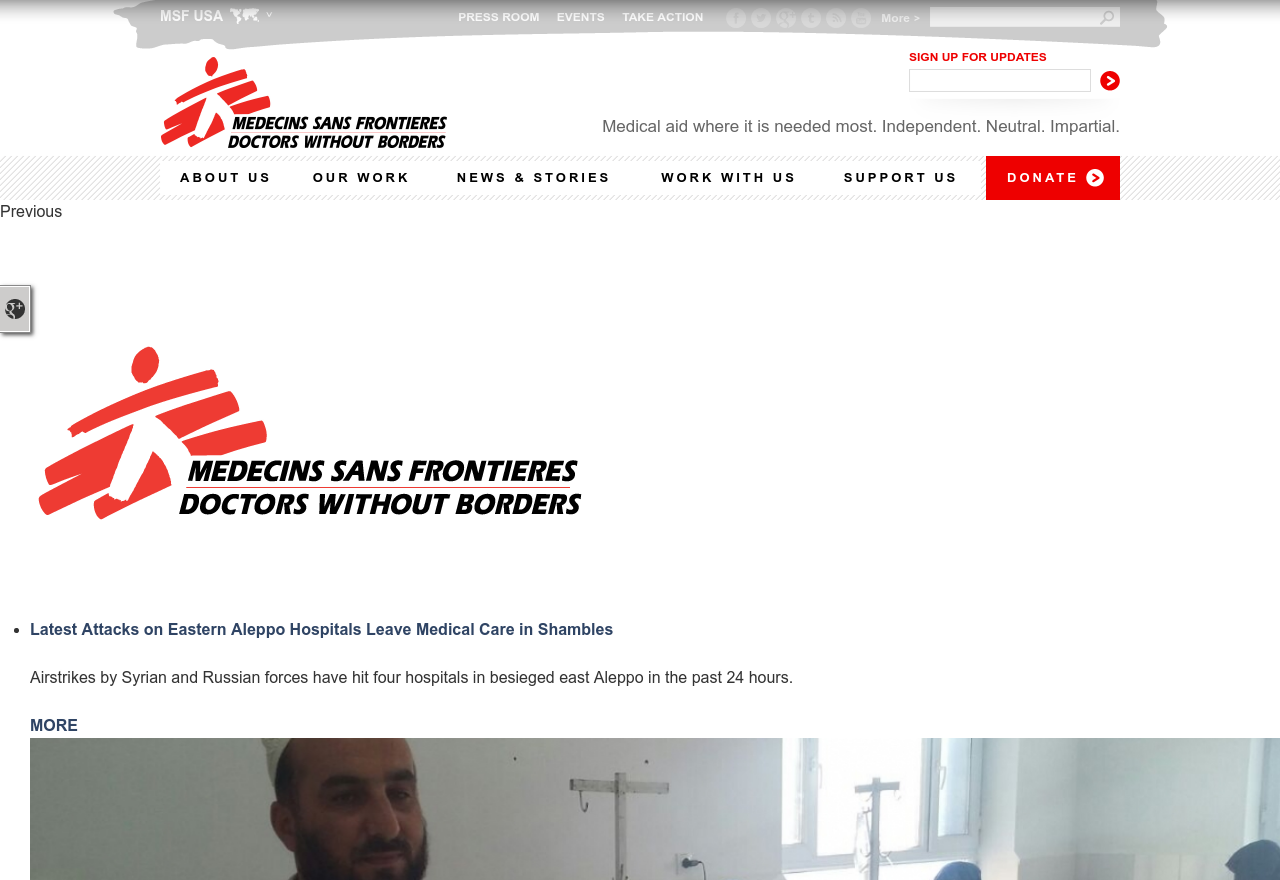 MSF USA
PRESS ROOM EVENTS TAKE ACTION More >
SIGN UP FOR UPDATES
MEDECINS SANS FRONTIERES
DOCTORS WITHOUT BORDERS
Medical aid where it is needed most. Independent. Neutral. Impartial.
ABOUT US OUR WORK NEWS & STORIES WORK WITH US SUPPORT US DONATE
Previous
MEDECINS SANS FRONTIERES
DOCTORS WITHOUT BORDERS
Latest Attacks on Eastern Aleppo Hospitals Leave Medical Care in Shambles
Airstrikes by Syrian and Russian forces have hit four hospitals in besieged east Aleppo in the past 24 hours.
MORE